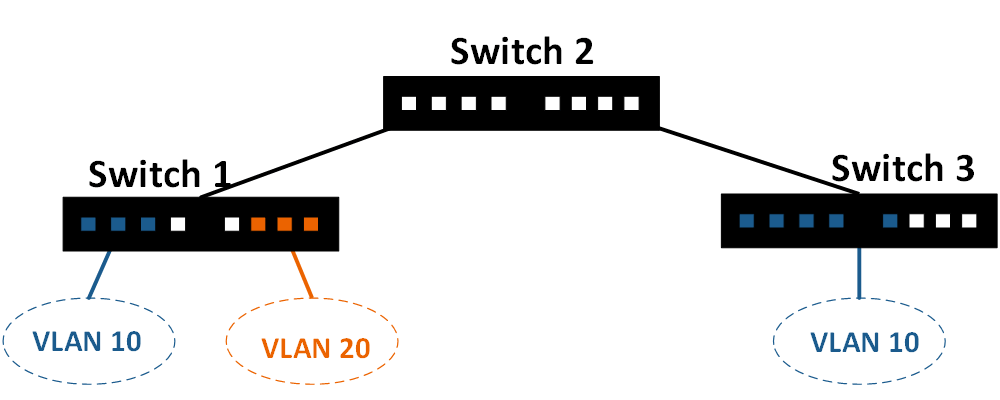 Switch 2
Switch 1
Switch 3
VLAN 10
VLAN 20
VLAN 10